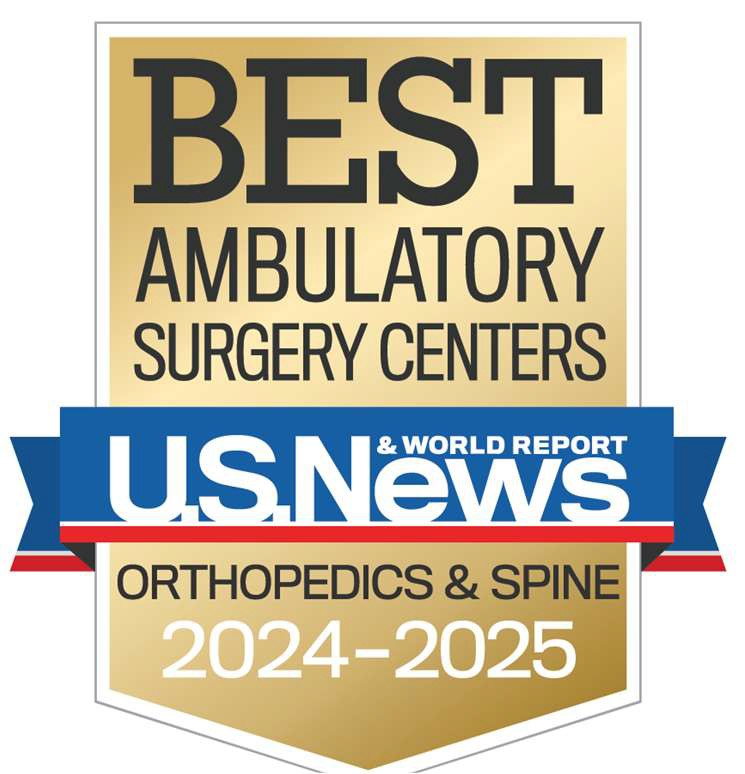 BEST
AMBULATORY
SURGERY CENTERS
U.S.News & WORLD REPORT
ORTHOPEDICS & SPINE
2024-2025